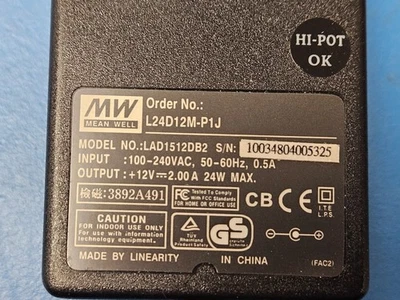 HI-POT
OK
MW
MEAN WELL
Order No.:
L24D12M-P1J
MODEL NO.:LAD1512DB2 S/N: 10034804005325
INPUT :100-240VAC, 50-60Hz, 0.5A
OUTPUT :+12V⎓2.00A 24W MAX.
檢磁:3892A491
FC Tested To Comply
With FCC Standards
FOR HOME OR OFFICE USE
CB CE
I.T.E.
L.P.S.
CAUTION
FOR INDOOR USE ONLY
For use with information
technology equipment.
TÜV
Rheinland
Product Safety
GS
MADE BY LINEARITY IN CHINA
(FAC2)